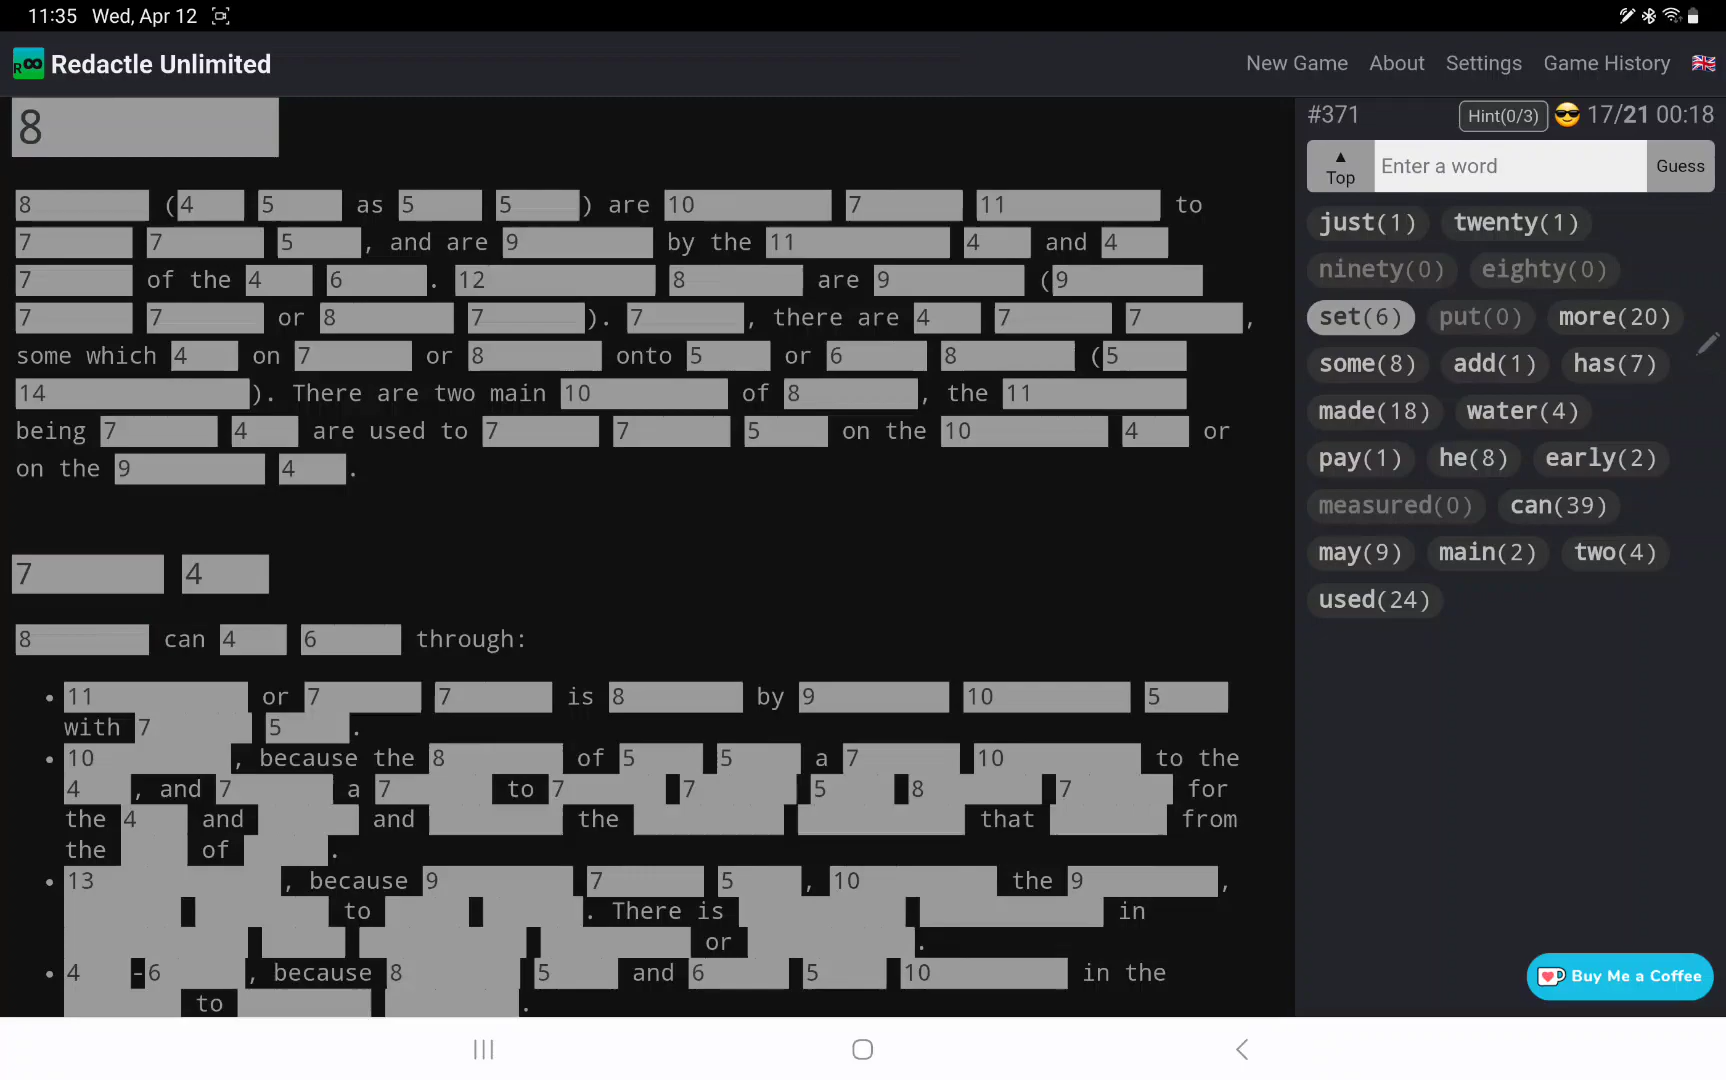 11:35 Wed, Apr 12
R∞ Redactle Unlimited
New Game About Settings Game History
8
8 (4 5 as 5 5) are 10 7 11 to
7 7 5, and are 9 by the 11 4 and 4
7 of the 4 6. 12 8 are 9 (9
7 7 or 8 7). 7, there are 4 7 7,
some which 4 on 7 or 8 onto 5 or 6 8 (5
14). There are two main 10 of 8, the 11
being 7 4 are used to 7 7 5 on the 10 4 or
on the 9 4.
7 4
8 can 4 6 through:
• 11 or 7 7 is 8 by 9 10 5
with 7 5.
• 10, because the 8 of 5 5 a 7 10 to the
4, and 7 a 7 to 7 7 5 8 7 for
the 4 and and the that from
the of .
• 13, because 9 7 5, 10 the 9,
to . There is in
or .
• 4-6, because 8 5 and 6 5 10 in the
to .
#371 Hint(0/3) 😎 17/21 00:18
▲ Top Enter a word Guess
just(1) twenty(1)
ninety(0) eighty(0)
set(6) put(0) more(20)
some(8) add(1) has(7)
made(18) water(4)
pay(1) he(8) early(2)
measured(0) can(39)
may(9) main(2) two(4)
used(24)
Buy Me a Coffee